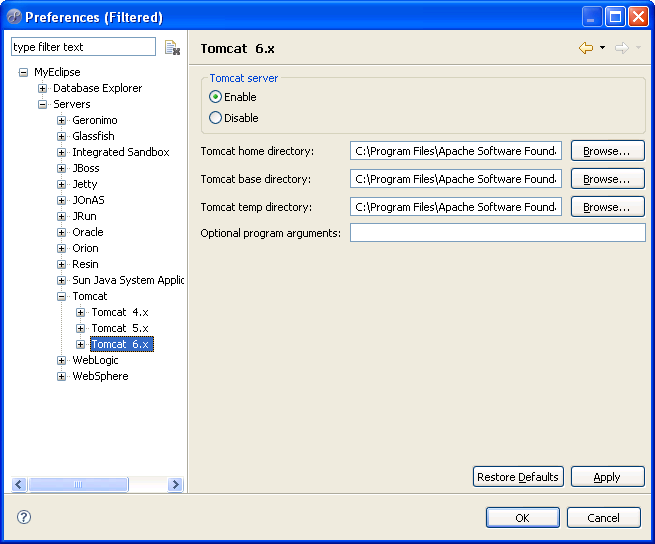 Preferences (Filtered)
type filter text
MyEclipse
Database Explorer
Servers
Geronimo
Glassfish
Integrated Sandbox
JBoss
Jetty
JOnAS
JRun
Oracle
Orion
Resin
Sun Java System Applic
Tomcat
Tomcat 4.x
Tomcat 5.x
Tomcat 6.x
WebLogic
WebSphere
Tomcat 6.x
Tomcat server
Enable
Disable
Tomcat home directory: C:\Program Files\Apache Software Founda Browse...
Tomcat base directory: C:\Program Files\Apache Software Founda Browse...
Tomcat temp directory: C:\Program Files\Apache Software Founda Browse...
Optional program arguments:
Restore Defaults Apply
? OK Cancel